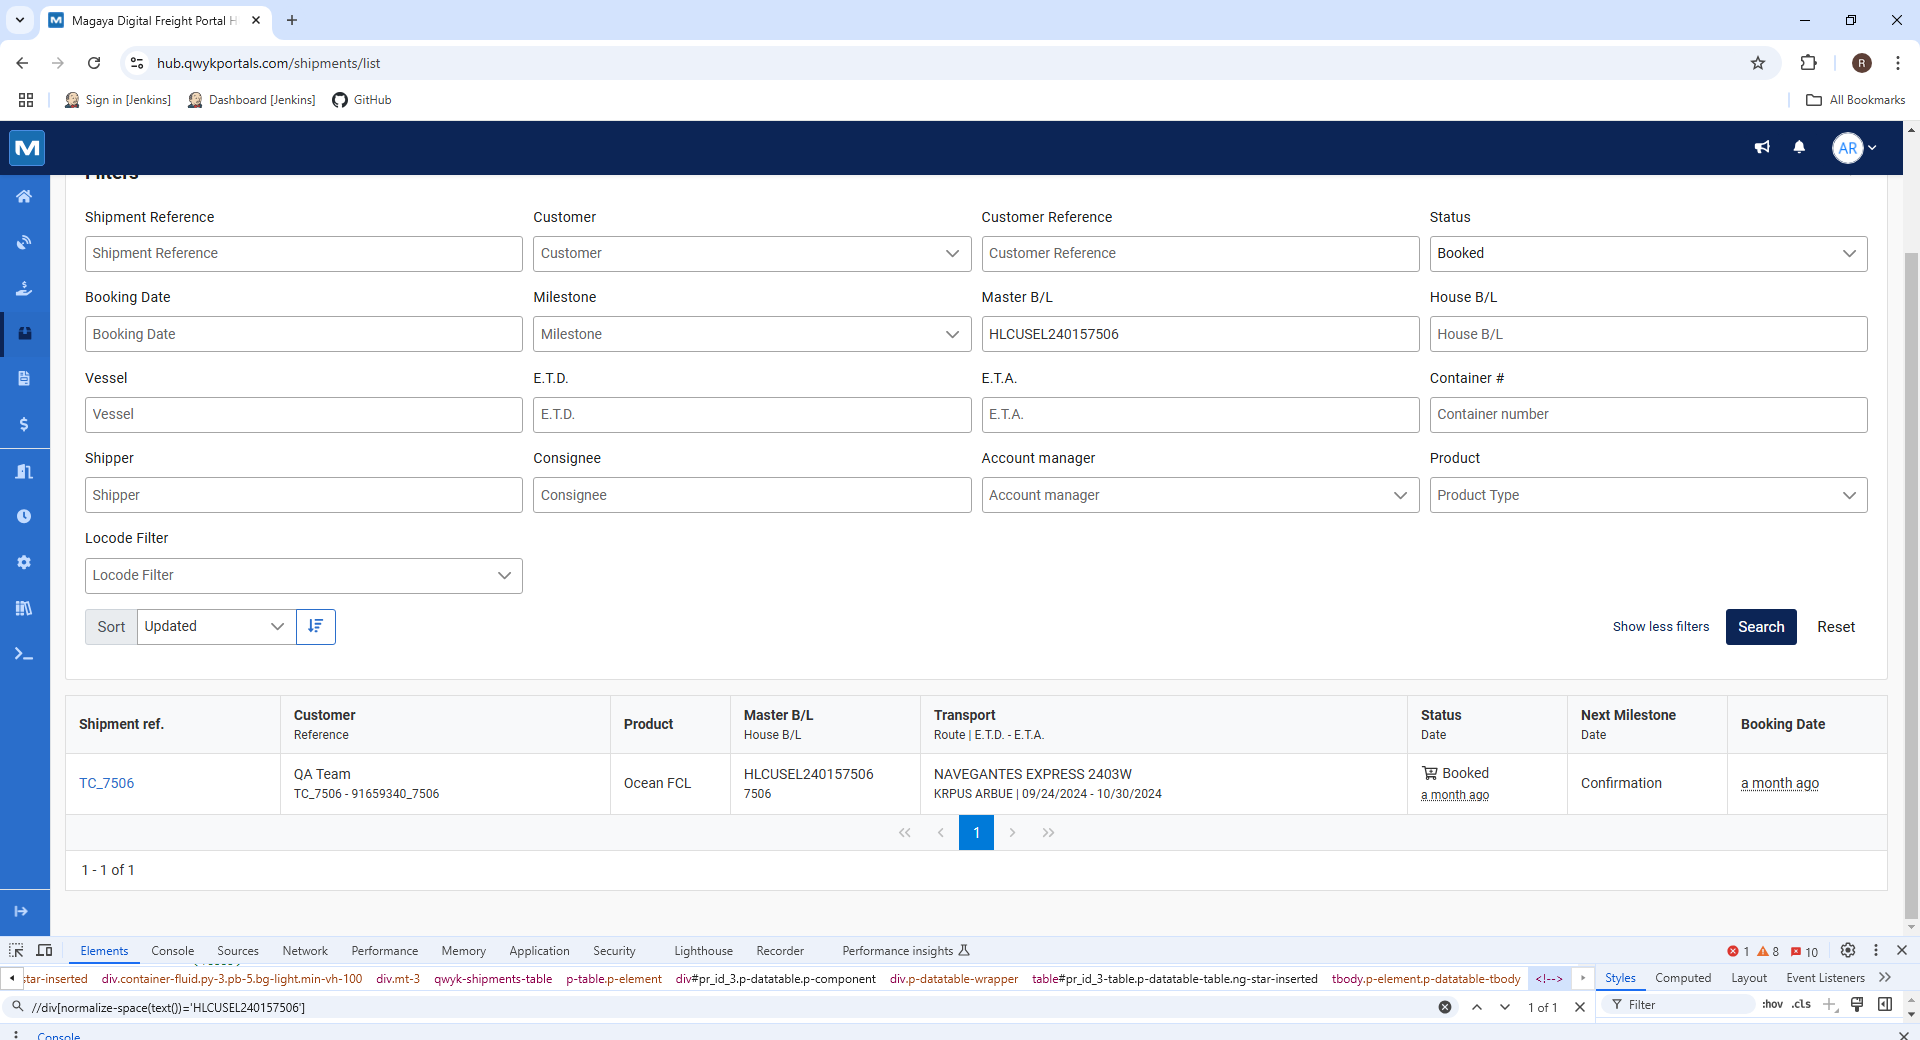 Magaya Digital Freight Portal H
hub.qwykportals.com/shipments/list
R
Sign in [Jenkins]
Dashboard [Jenkins]
GitHub
All Bookmarks
M
AR
Filters
Shipment Reference
Customer
Customer Reference
Status
Shipment Reference
Customer
Customer Reference
Booked
Booking Date
Milestone
Master B/L
House B/L
Booking Date
Milestone
HLCUSEL240157506
House B/L
Vessel
E.T.D.
E.T.A.
Container #
Vessel
E.T.D.
E.T.A.
Container number
Shipper
Consignee
Account manager
Product
Shipper
Consignee
Account manager
Product Type
Locode Filter
Locode Filter
Sort
Updated
Show less filters
Search
Reset
Shipment ref.
Customer
Reference
Product
Master B/L
House B/L
Transport
Route | E.T.D. - E.T.A.
Status
Date
Next Milestone
Date
Booking Date
TC_7506
QA Team
TC_7506 - 91659340_7506
Ocean FCL
HLCUSEL240157506
7506
NAVEGANTES EXPRESS 2403W
KRPUS ARBUE | 09/24/2024 - 10/30/2024
Booked
a month ago
Confirmation
a month ago
1
1 - 1 of 1
Elements
Console
Sources
Network
Performance
Memory
Application
Security
Lighthouse
Recorder
Performance insights
1
8
10
star-inserted
div.container-fluid.py-3.pb-5.bg-light.min-vh-100
div.mt-3
qwyk-shipments-table
p-table.p-element
div#pr_id_3.p-datatable.p-component
div.p-datatable-wrapper
table#pr_id_3-table.p-datatable-table.ng-star-inserted
tbody.p-element.p-datatable-tbody
<!-->
Styles
Computed
Layout
Event Listeners
//div[normalize-space(text())='HLCUSEL240157506']
1 of 1
Filter
:hov
.cls
Console